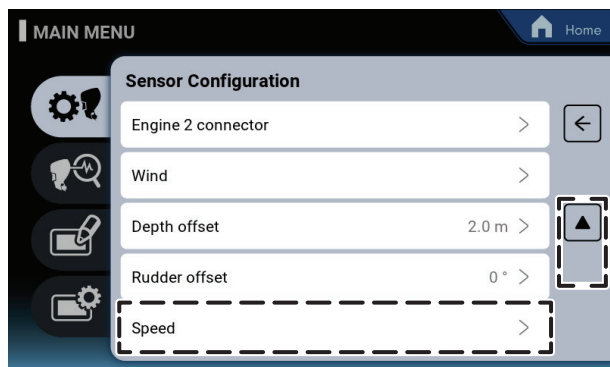 MAIN MENU
Home
Sensor Configuration
Engine 2 connector
Wind
Depth offset 2.0 m
Rudder offset 0 °
Speed